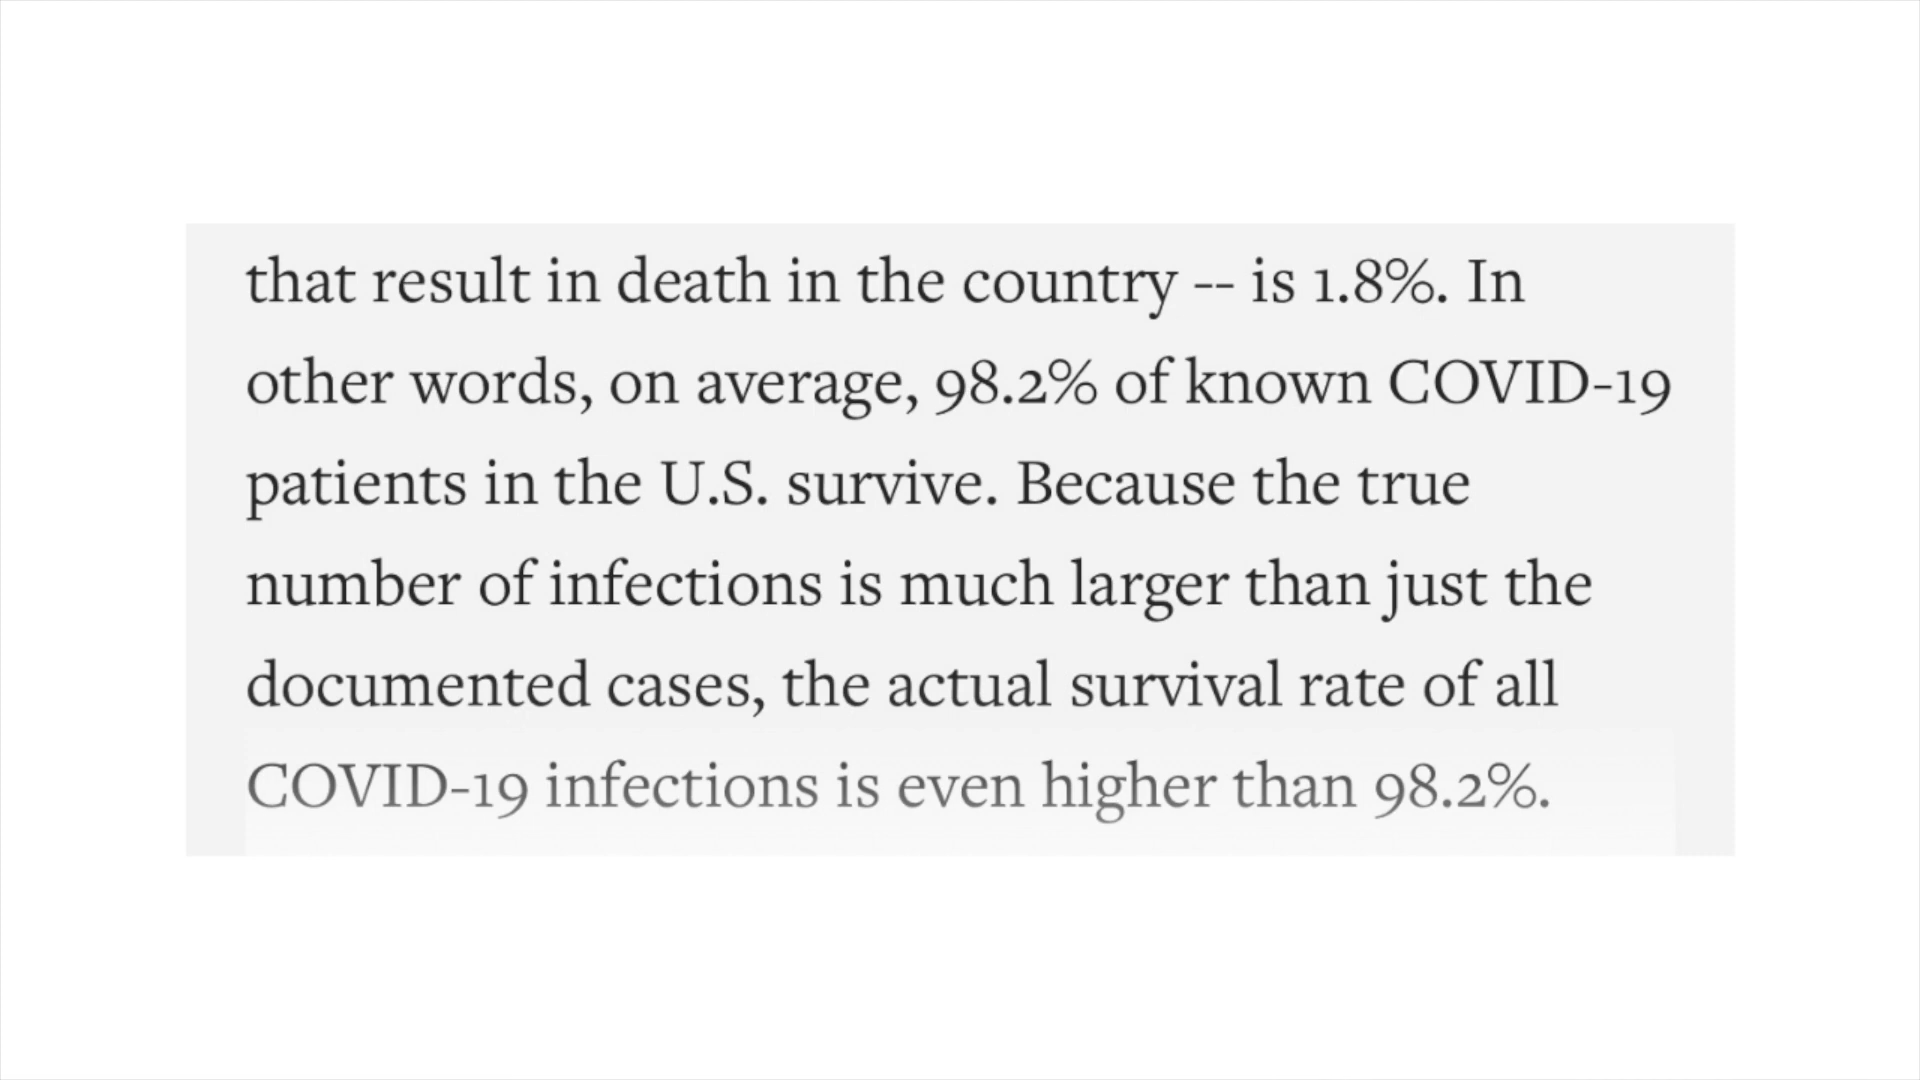 that result in death in the country -- is 1.8%. In
other words, on average, 98.2% of known COVID-19
patients in the U.S. survive. Because the true
number of infections is much larger than just the
documented cases, the actual survival rate of all
COVID-19 infections is even higher than 98.2%.